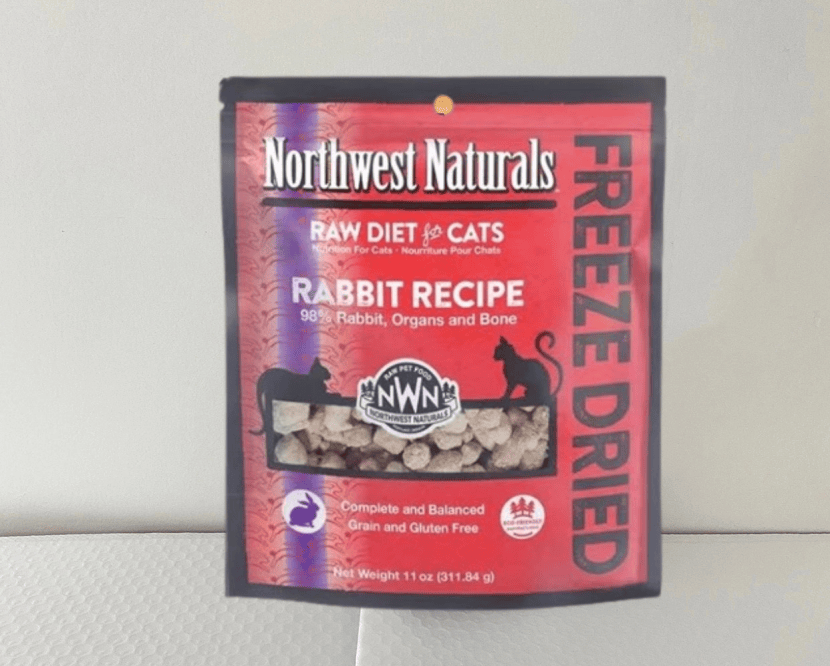 Northwest Naturals
RAW DIET for CATS
Nutrition For Cats · Nourriture Pour Chats
RABBIT RECIPE
98% Rabbit, Organs and Bone
RAW PET FOOD
NWN
NORTHWEST NATURALS
Complete and Balanced
Grain and Gluten Free
ECO-FRIENDLY
Net Weight 11 oz (311.84 g)
FREEZE DRIED